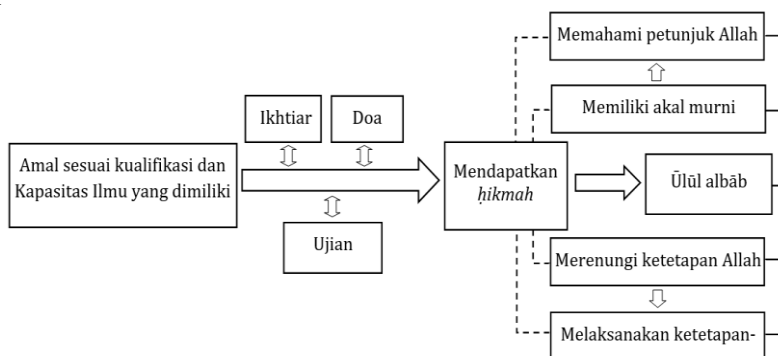 Memahami petunjuk Allah
Ikhtiar
Doa
Memiliki akal murni
Amal sesuai kualifikasi dan
Kapasitas Ilmu yang dimiliki
Mendapatkan
ḥikmah
Ūlūl albāb
Ujian
Merenungi ketetapan Allah
Melaksanakan ketetapan-